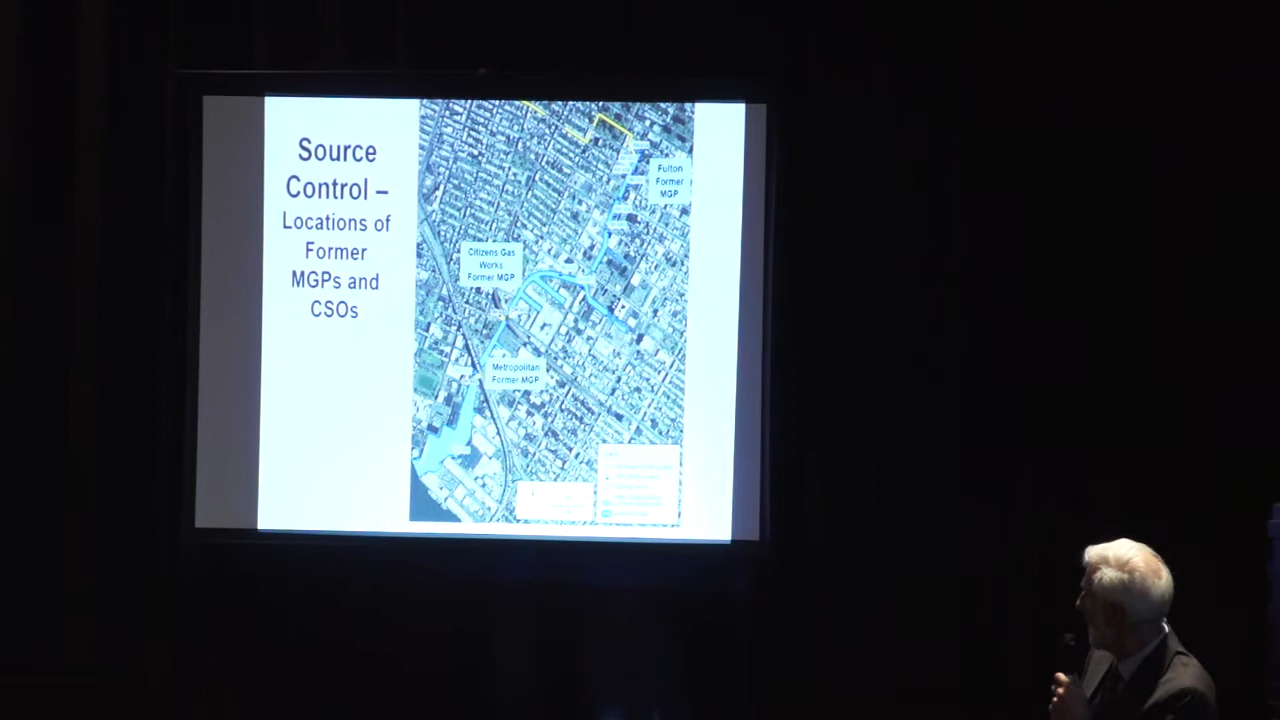 Source
Control –
Locations of
Former
MGPs and
CSOs
Fulton
Former
MGP
Citizens Gas
Works
Former MGP
Metropolitan
Former MGP